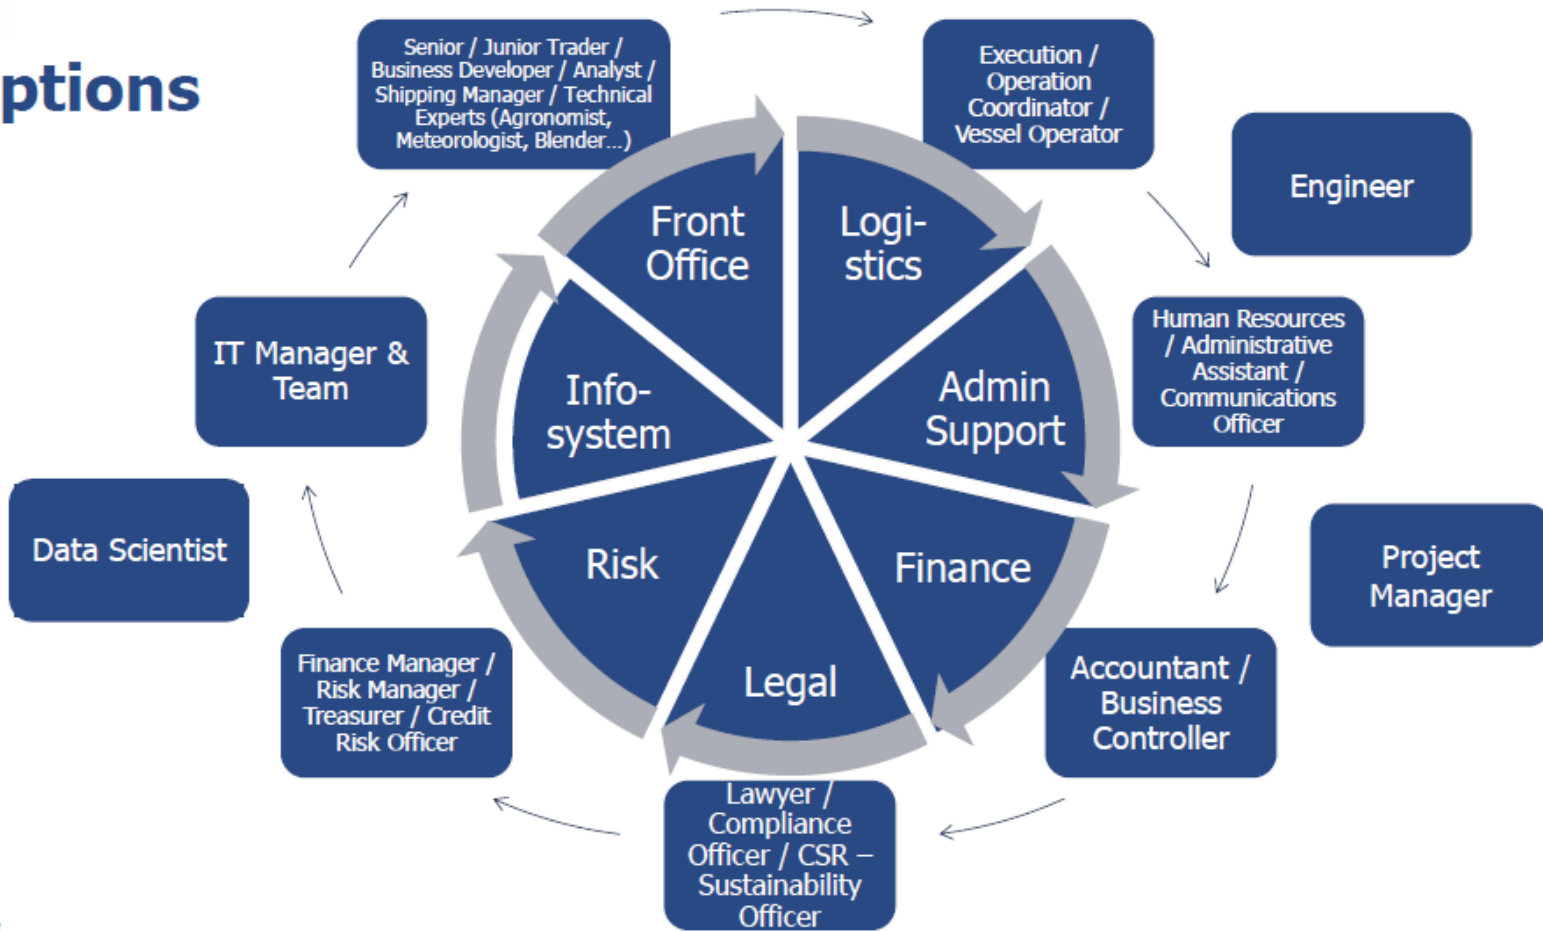 ptions
Senior / Junior Trader /
Business Developer / Analyst /
Shipping Manager / Technical
Experts (Agronomist,
Meteorologist, Blender...)
Execution /
Operation
Coordinator /
Vessel Operator
Engineer
Front
Office
Logi-
stics
IT Manager &
Team
Human Resources
/ Administrative
Assistant /
Communications
Officer
Info-
system
Admin
Support
Data Scientist
Risk
Finance
Project
Manager
Finance Manager /
Risk Manager /
Treasurer / Credit
Risk Officer
Legal
Accountant /
Business
Controller
Lawyer /
Compliance
Officer / CSR –
Sustainability
Officer